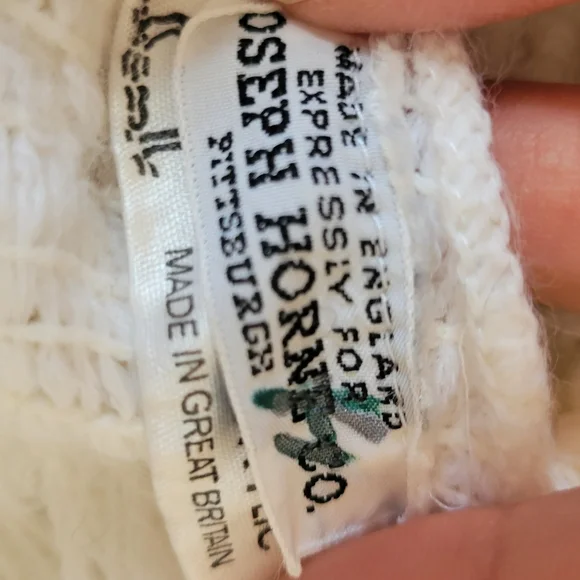 MADE IN ENGLAND
EXPRESSLY FOR
JOSEPH HORNE CO.
PITTSBURGH
MADE IN GREAT BRITAIN